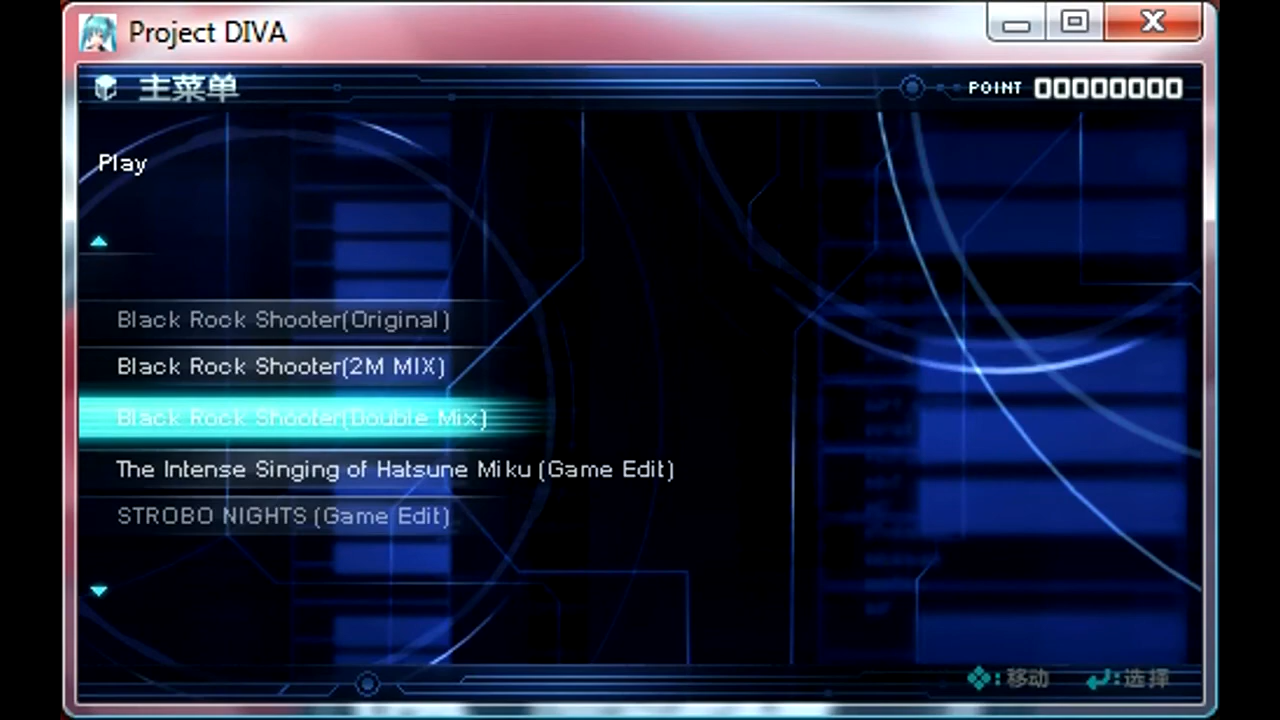 Project DIVA
主菜单
POINT 00000000
Play
Black Rock Shooter(Original)
Black Rock Shooter(2M MIX)
Black Rock Shooter(Double Mix)
The Intense Singing of Hatsune Miku (Game Edit)
STROBO NIGHTS (Game Edit)
:移动 :选择